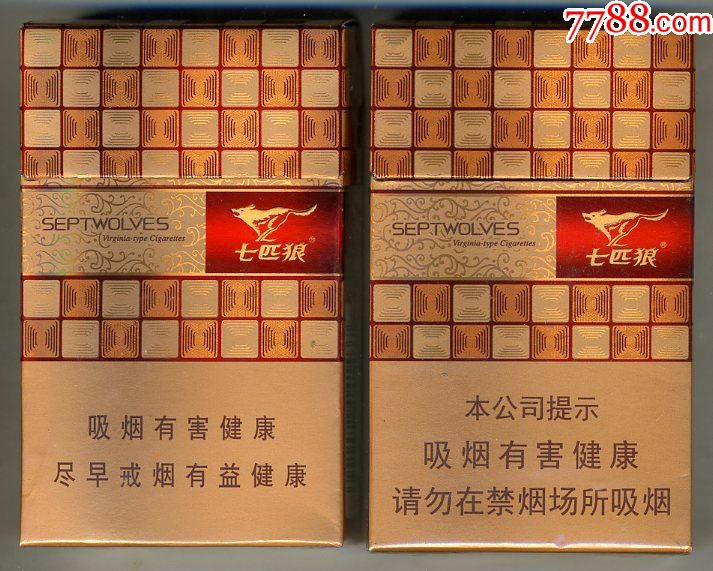 7788.com
SEPTWOLVES
Virginia-type Cigarettes
七匹狼®
吸烟有害健康
尽早戒烟有益健康
SEPTWOLVES
Virginia-type Cigarettes
七匹狼®
本公司提示
吸烟有害健康
请勿在禁烟场所吸烟